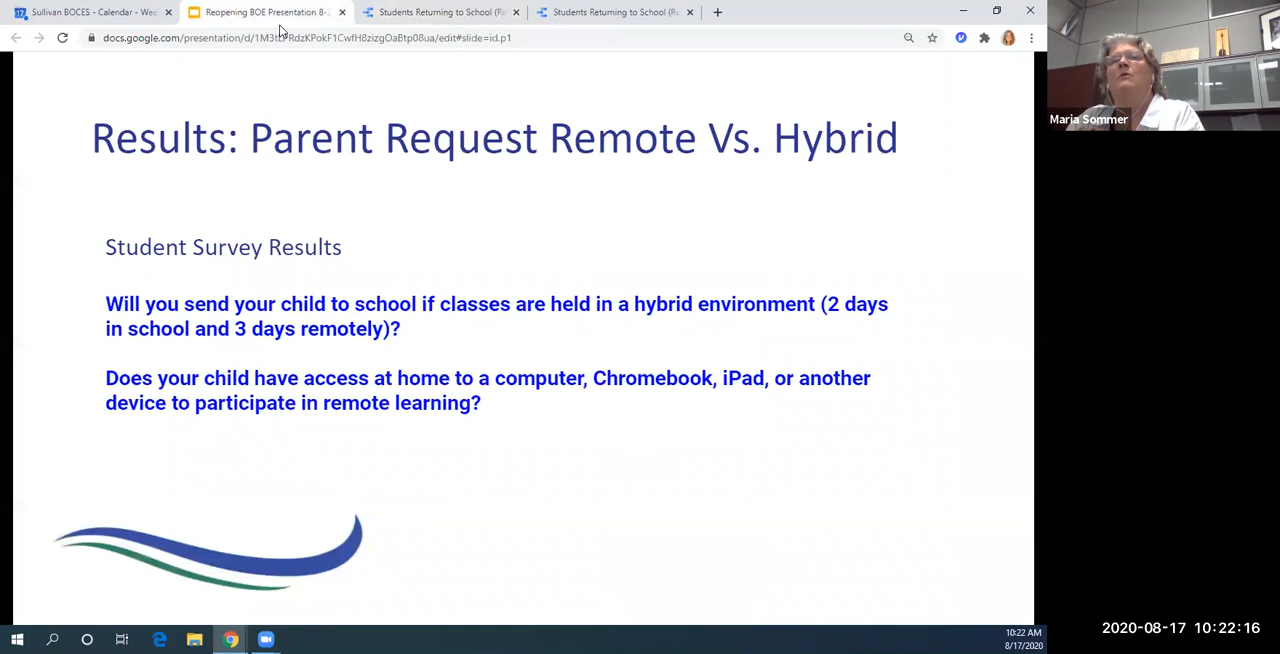 Sullivan BOCES - Calendar - Wec
Reopening BOE Presentation 8-2
Students Returning to School (Re
Students Returning to School (Re
Maria Sommer
Results: Parent Request Remote Vs. Hybrid
Student Survey Results
Will you send your child to school if classes are held in a hybrid environment (2 days
in school and 3 days remotely)?
Does your child have access at home to a computer, Chromebook, iPad, or another
device to participate in remote learning?
10:22 AM
8/17/2020
2020-08-17 10:22:16